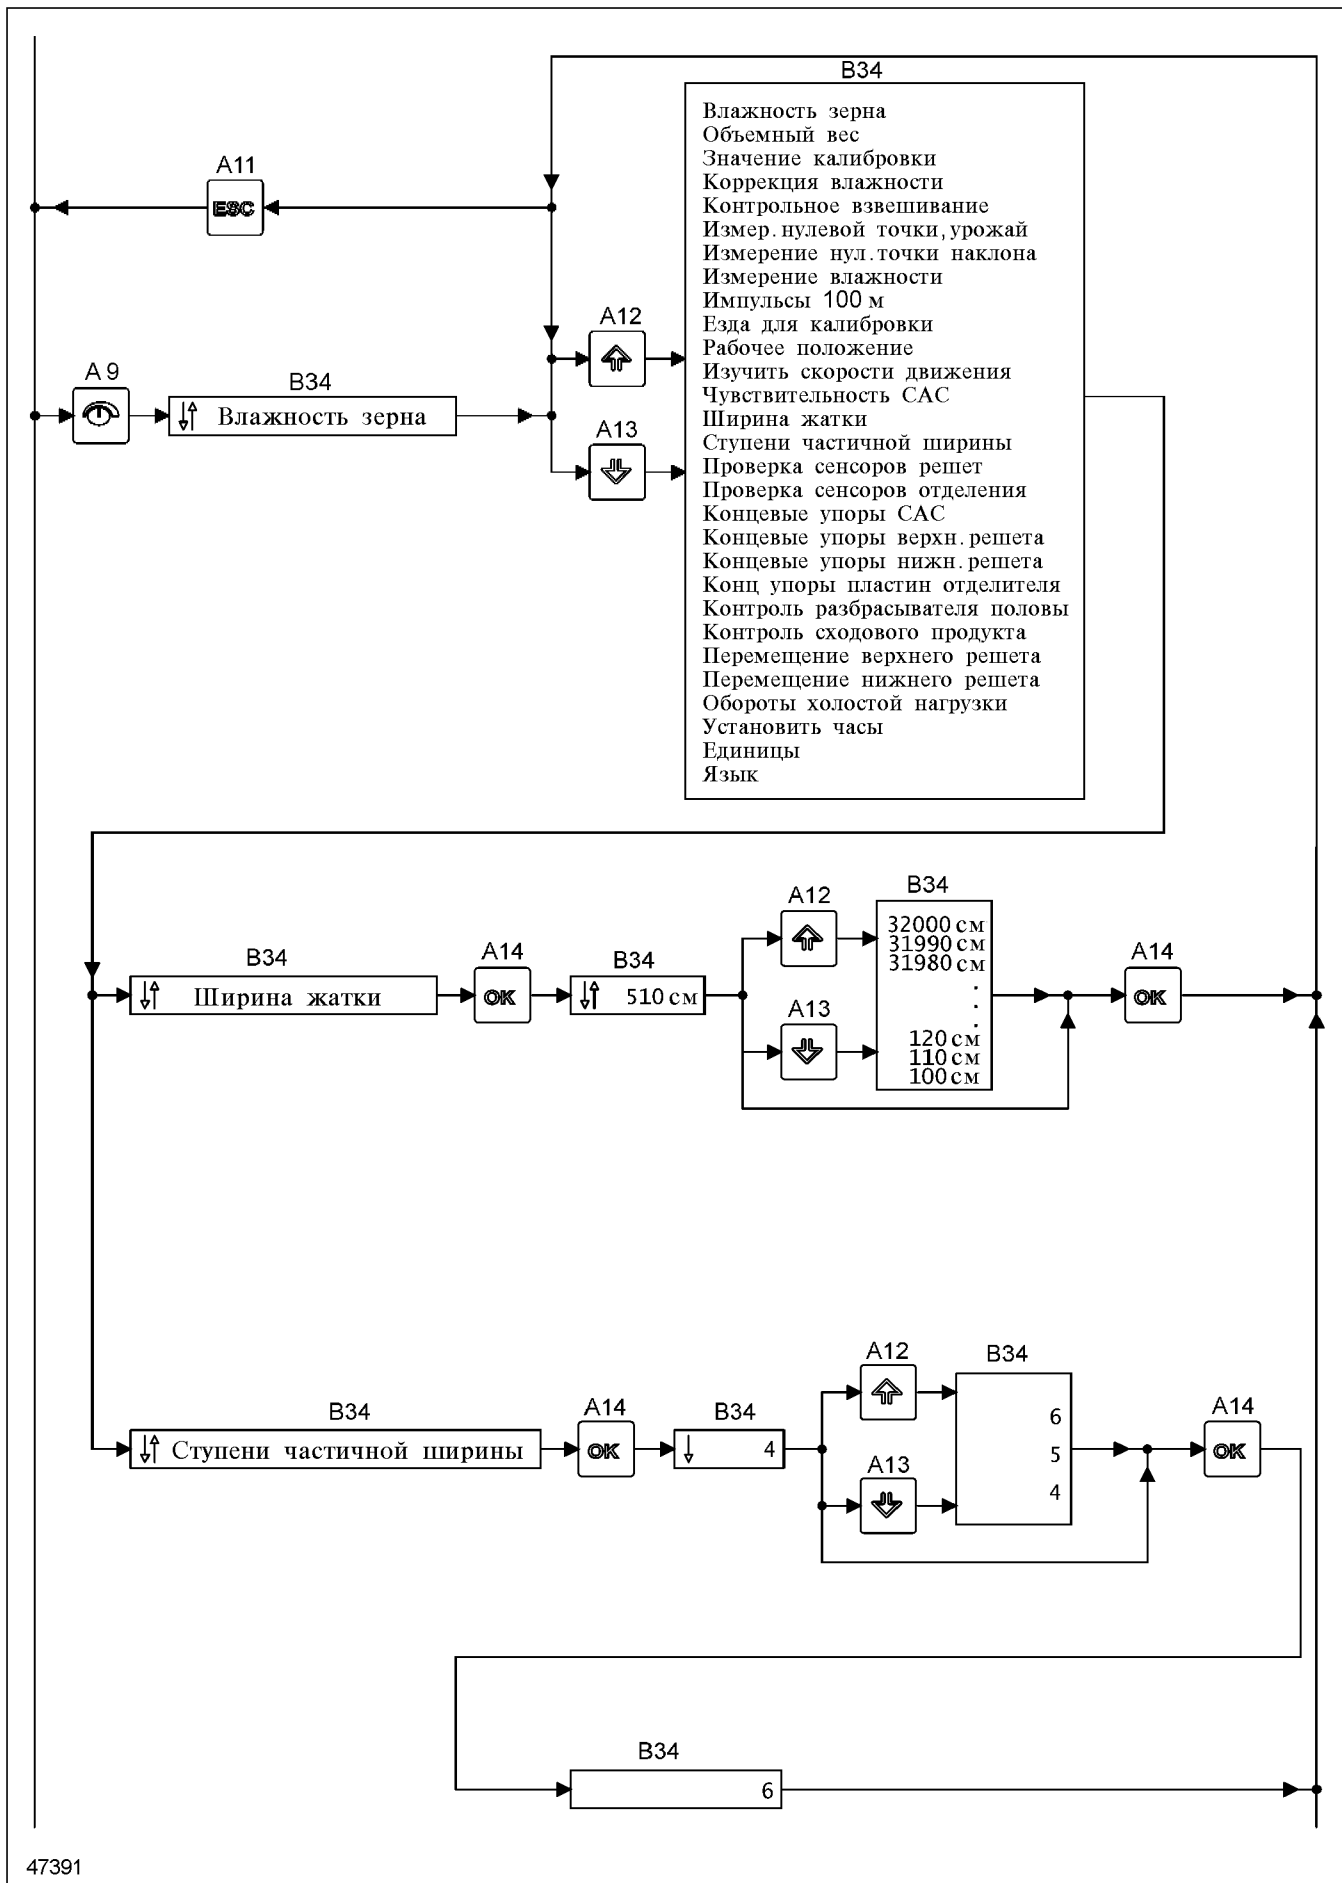 B34
Влажность зерна
Объемный вес
Значение калибровки
Коррекция влажности
Контрольное взвешивание
Измер.нулевой точки,урожай
Измерение нул.точки наклона
Измерение влажности
Импульсы 100 м
Езда для калибровки
Рабочее положение
Изучить скорости движения
Чувствительность САС
Ширина жатки
Ступени частичной ширины
Проверка сенсоров решет
Проверка сенсоров отделения
Концевые упоры САС
Концевые упоры верхн.решета
Концевые упоры нижн.решета
Конц упоры пластин отделителя
Контроль разбрасывателя половы
Контроль сходового продукта
Перемещение верхнего решета
Перемещение нижнего решета
Обороты холостой нагрузки
Установить часы
Единицы
Язык
A11
ESC
A12
A 9
B34
Влажность зерна
A13
B34
Ширина жатки
A14
OK
B34
510 см
A12
A13
B34
32000 см
31990 см
31980 см
.
.
.
120 см
110 см
100 см
A14
OK
B34
Ступени частичной ширины
A14
OK
B34
4
A12
A13
B34
6
5
4
A14
OK
B34
6
47391